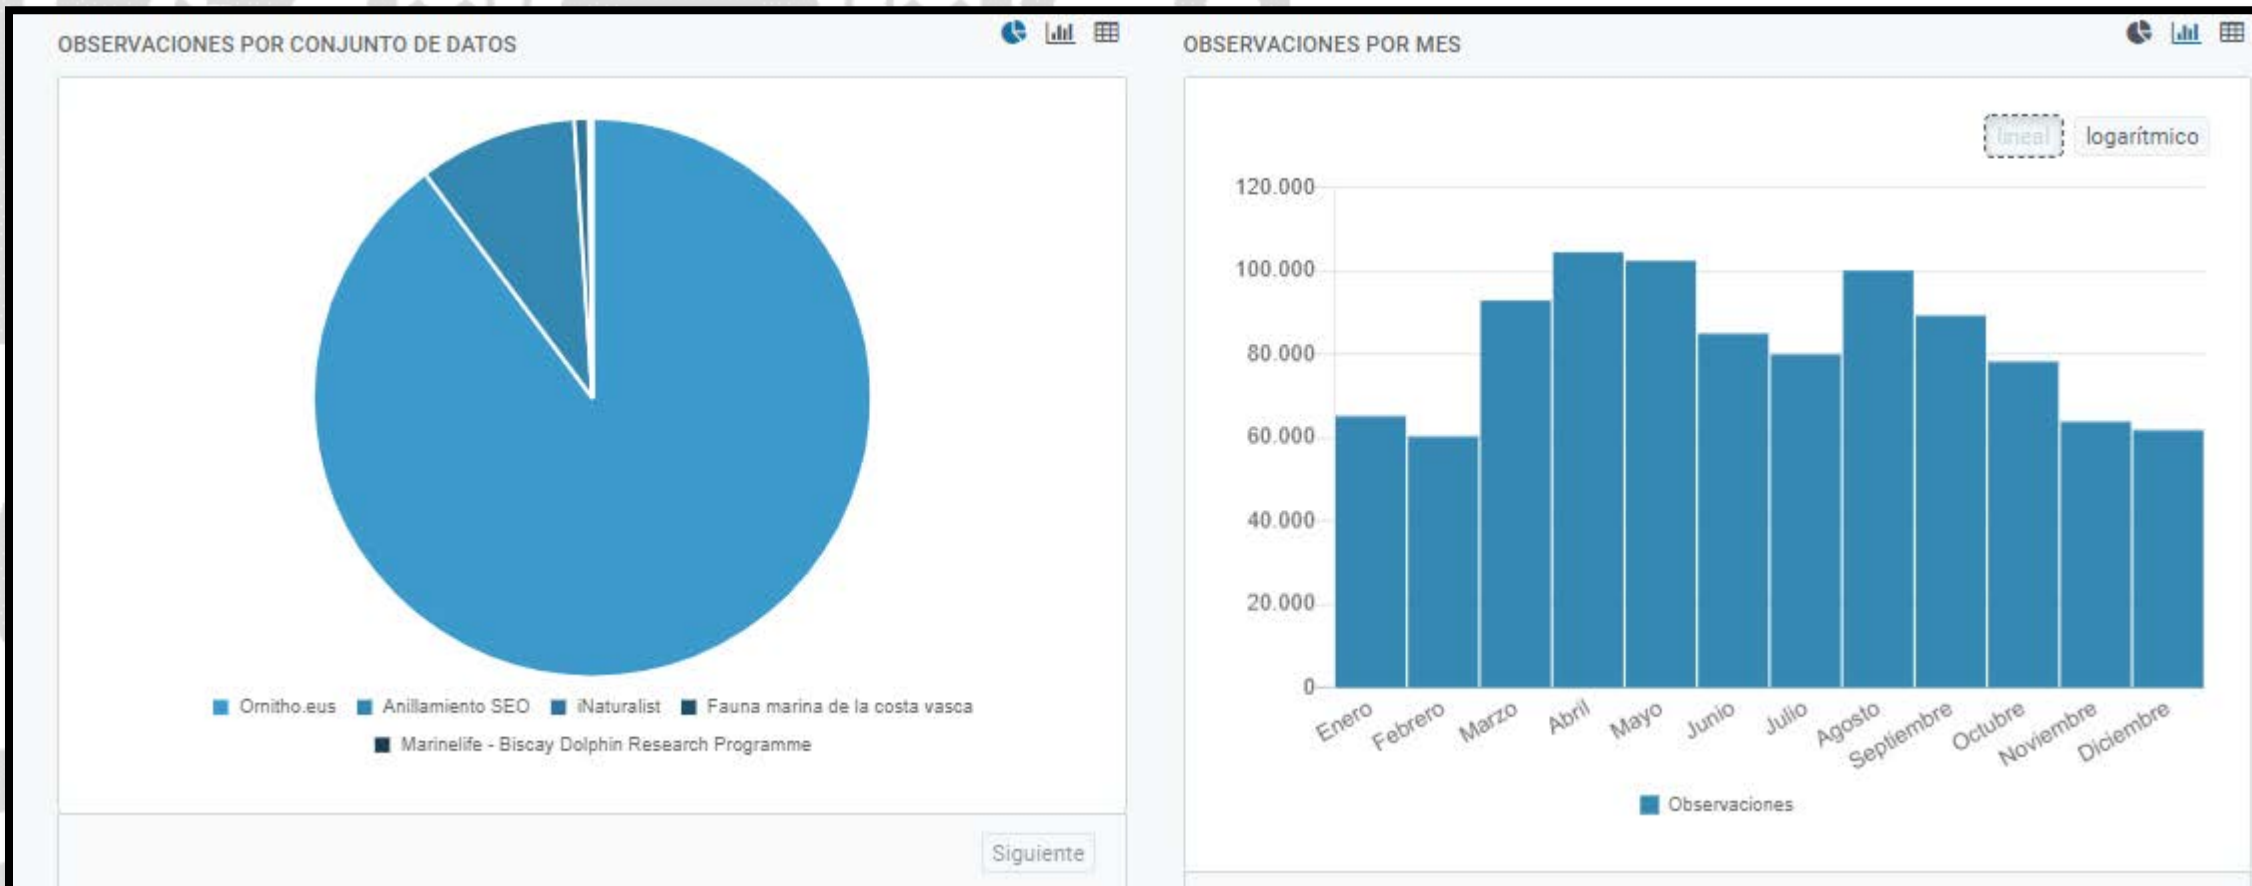 OBSERVACIONES POR CONJUNTO DE DATOS
Ornitho.eus Anillamiento SEO iNaturalist Fauna marina de la costa vasca
Marinelife - Biscay Dolphin Research Programme
Siguiente
OBSERVACIONES POR MES
lineal logarítmico
120.000
100.000
80.000
60.000
40.000
20.000
0
Enero Febrero Marzo Abril Mayo Junio Julio Agosto Septiembre Octubre Noviembre Diciembre
Observaciones